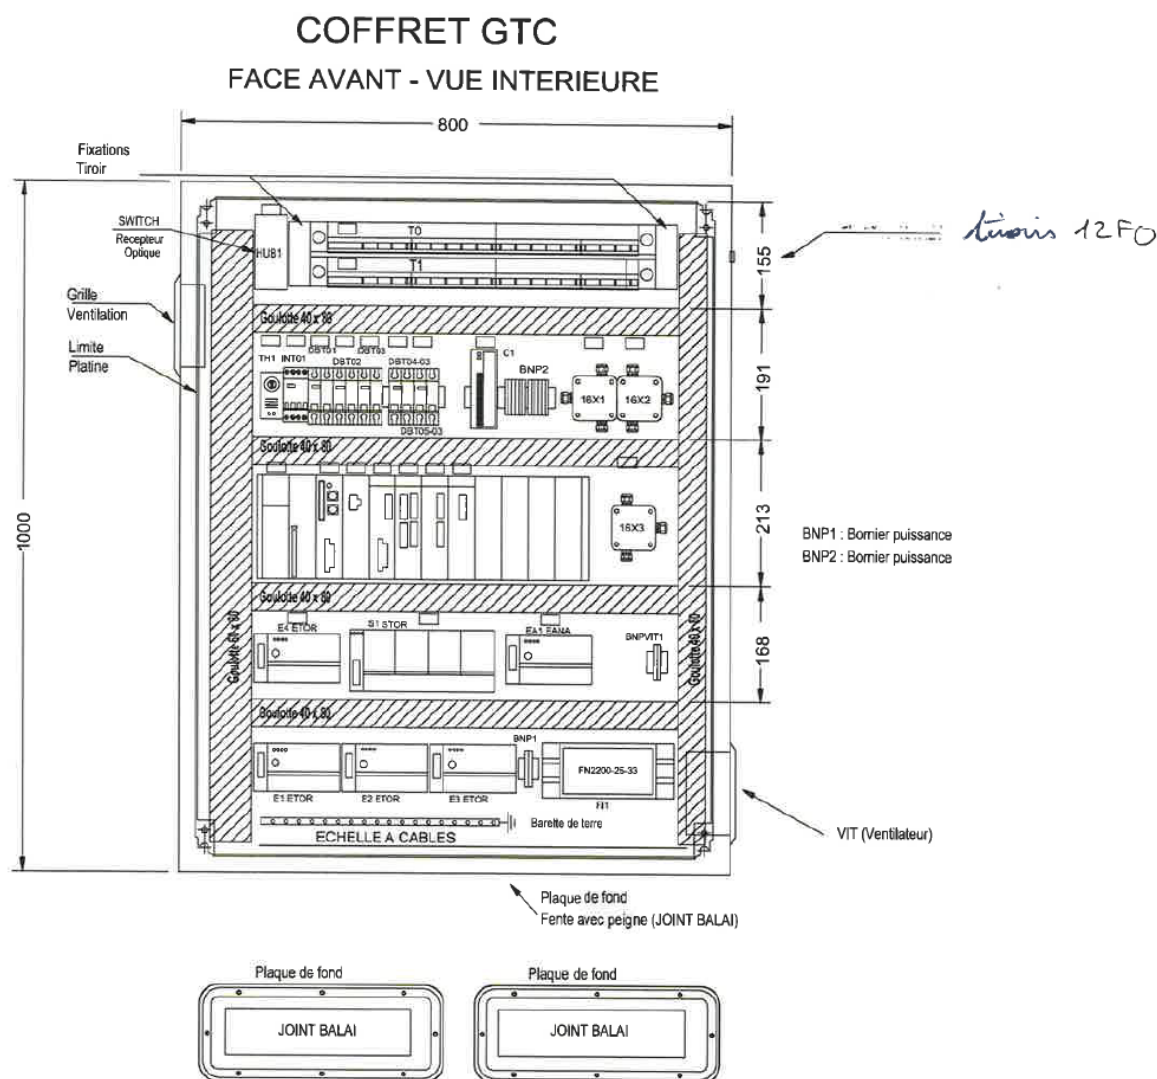 COFFRET GTC
FACE AVANT - VUE INTERIEURE
800
Fixations
Tiroir
SWITCH
Recepteur
Optique
HUB1
T0
T1
tiroirs 12FO
155
Grille
Ventilation
Limite
Platine
Goulotte 40 x 80
TH1 INT01 DBT01 DBT02 DBT03 DBT04-03
DBT05-03
C1
BNP2
16X1
16X2
191
Goulotte 40 x 80
1000
16X3
213
BNP1 : Bornier puissance
BNP2 : Bornier puissance
Goulotte 40 x 80
Goulotte 60 x 80
Goulotte 40 x 80
E4 ETOR
S1 STOR
EA1 EANA
BNPVIT1
168
Goulotte 40 x 80
BNP1
FN2200-25-33
E1 ETOR
E2 ETOR
E3 ETOR
FI1
Barette de terre
ECHELLE A CABLES
VIT (Ventilateur)
Plaque de fond
Fente avec peigne (JOINT BALAI)
Plaque de fond
Plaque de fond
JOINT BALAI
JOINT BALAI